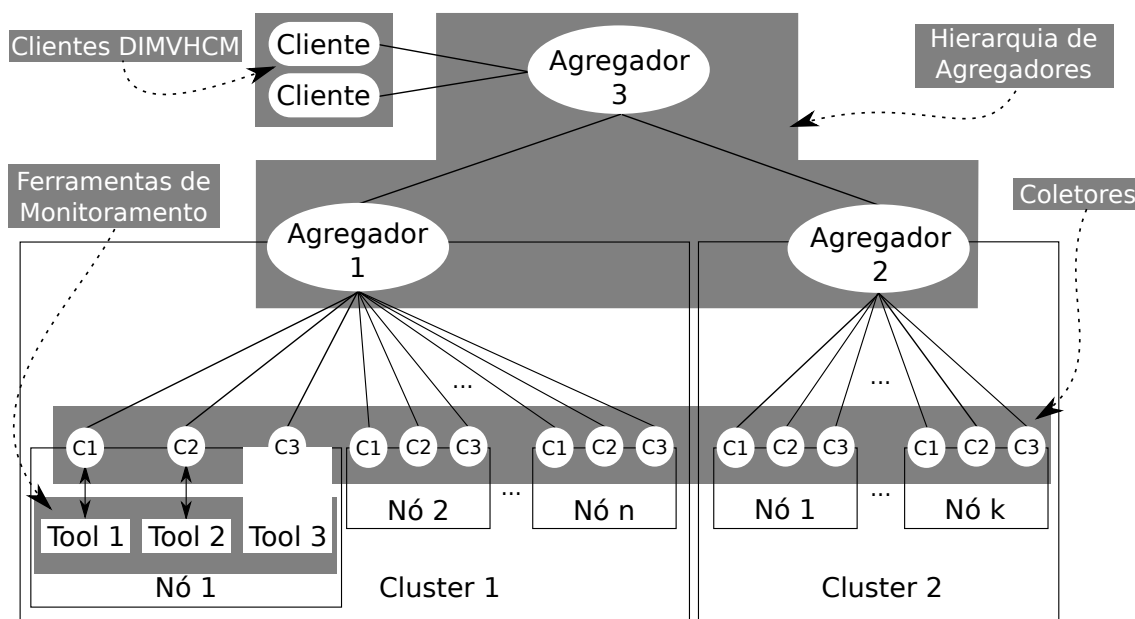 Clientes DIMVHCM
Cliente
Cliente
Agregador
3
Hierarquia de
Agregadores
Ferramentas de
Monitoramento
Coletores
Agregador
1
Agregador
2
...
...
C1 C2 C3 C1 C2 C3 C1 C2 C3 C1 C2 C3 C1 C2 C3
Nó 2 ... Nó n Nó 1 ... Nó k
Tool 1 Tool 2 Tool 3
Nó 1 Cluster 1 Cluster 2